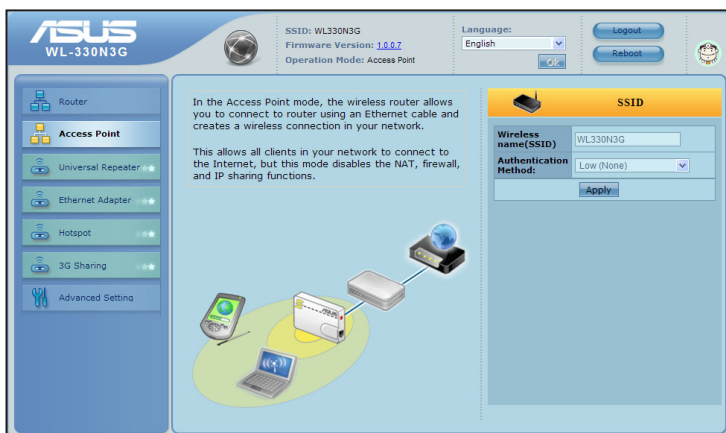 ASUS
WL-330N3G
SSID: WL330N3G
Firmware Version: 1.0.0.7
Operation Mode: Access Point
Language:
English
OK
Logout
Reboot
Router
Access Point
Universal Repeater
Ethernet Adapter
Hotspot
3G Sharing
Advanced Setting
In the Access Point mode, the wireless router allows
you to connect to router using an Ethernet cable and
creates a wireless connection in your network.
This allows all clients in your network to connect to
the Internet, but this mode disables the NAT, firewall,
and IP sharing functions.
ASUS
SSID
Wireless
name(SSID)
WL330N3G
Authentication
Method:
Low (None)
Apply